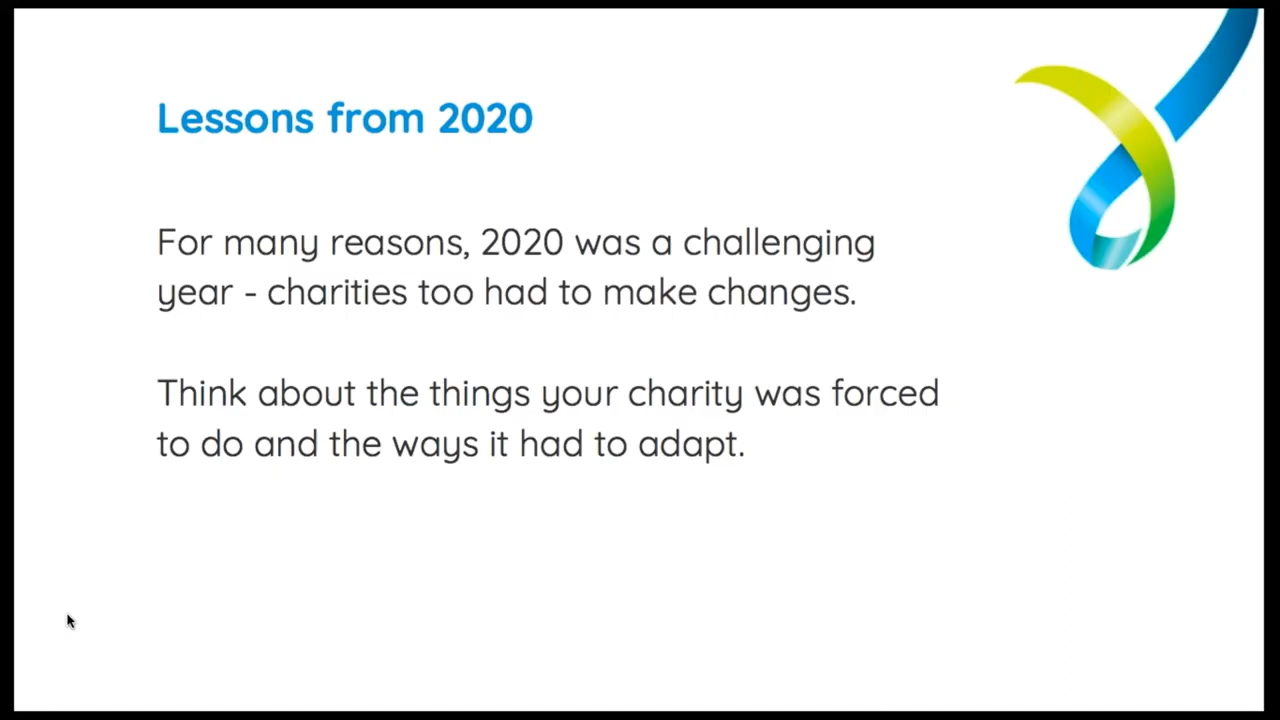 Lessons from 2020
For many reasons, 2020 was a challenging
year - charities too had to make changes.
Think about the things your charity was forced
to do and the ways it had to adapt.